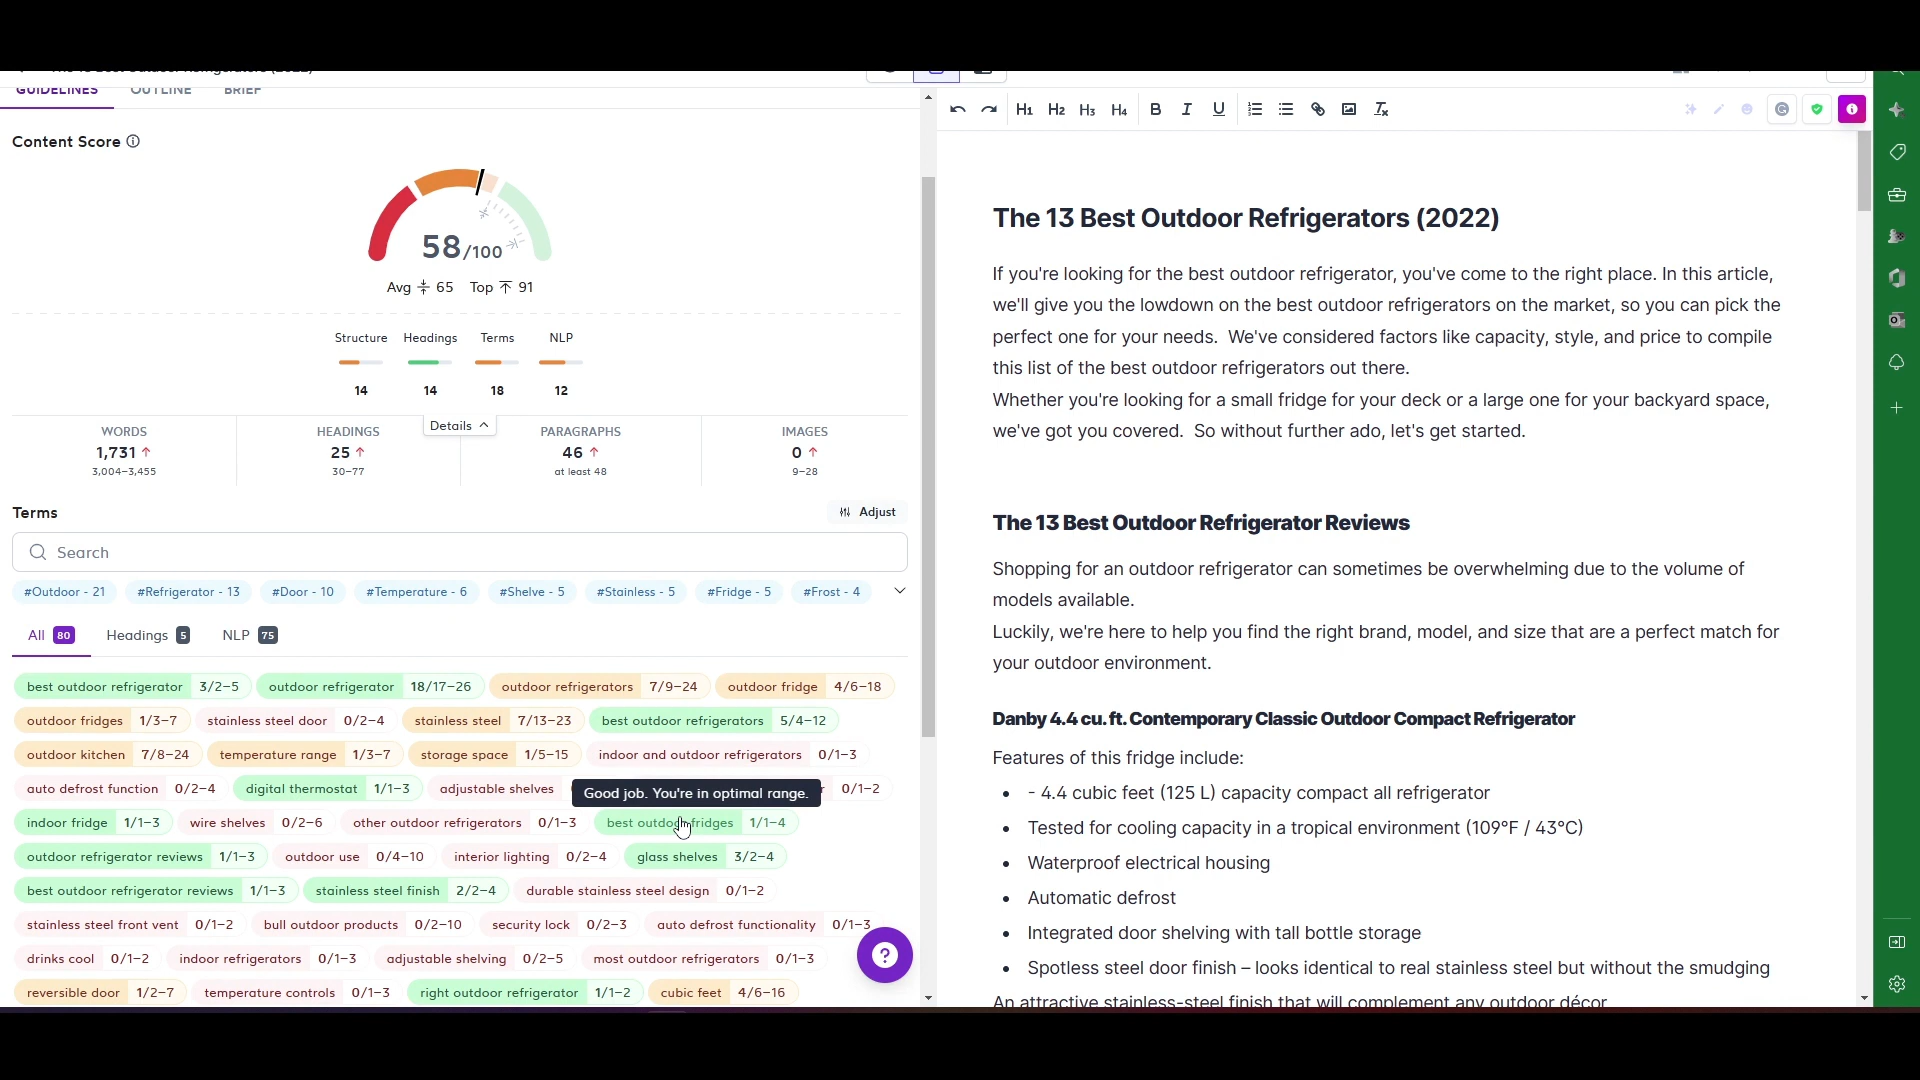 The 13 Best Outdoor Refrigerators (2022)
GUIDELINES OUTLINE BRIEF
Content Score
58/100
Avg 65 Top 91
Structure Headings Terms NLP
14 14 18 12
Details
WORDS HEADINGS PARAGRAPHS IMAGES
1,731 25 46 0
3,004–3,455 30–77 at least 48 9–28
Terms Adjust
Search
#Outdoor - 21 #Refrigerator - 13 #Door - 10 #Temperature - 6 #Shelve - 5 #Stainless - 5 #Fridge - 5 #Frost - 4
All 80 Headings 5 NLP 75
best outdoor refrigerator 3/2–5 outdoor refrigerator 18/17–26 outdoor refrigerators 7/9–24 outdoor fridge 4/6–18
outdoor fridges 1/3–7 stainless steel door 0/2–4 stainless steel 7/13–23 best outdoor refrigerators 5/4–12
outdoor kitchen 7/8–24 temperature range 1/3–7 storage space 1/5–15 indoor and outdoor refrigerators 0/1–3
auto defrost function 0/2–4 digital thermostat 1/1–3 adjustable shelves 0/1–2
Good job. You're in optimal range.
indoor fridge 1/1–3 wire shelves 0/2–6 other outdoor refrigerators 0/1–3 best outdoor fridges 1/1–4
outdoor refrigerator reviews 1/1–3 outdoor use 0/4–10 interior lighting 0/2–4 glass shelves 3/2–4
best outdoor refrigerator reviews 1/1–3 stainless steel finish 2/2–4 durable stainless steel design 0/1–2
stainless steel front vent 0/1–2 bull outdoor products 0/2–10 security lock 0/2–3 auto defrost functionality 0/1–3
drinks cool 0/1–2 indoor refrigerators 0/1–3 adjustable shelving 0/2–5 most outdoor refrigerators 0/1–3
reversible door 1/2–7 temperature controls 0/1–3 right outdoor refrigerator 1/1–2 cubic feet 4/6–16
?
H1 H2 H3 H4 B I U
The 13 Best Outdoor Refrigerators (2022)
If you're looking for the best outdoor refrigerator, you've come to the right place. In this article,
we'll give you the lowdown on the best outdoor refrigerators on the market, so you can pick the
perfect one for your needs. We've considered factors like capacity, style, and price to compile
this list of the best outdoor refrigerators out there.
Whether you're looking for a small fridge for your deck or a large one for your backyard space,
we've got you covered. So without further ado, let's get started.
The 13 Best Outdoor Refrigerator Reviews
Shopping for an outdoor refrigerator can sometimes be overwhelming due to the volume of
models available.
Luckily, we're here to help you find the right brand, model, and size that are a perfect match for
your outdoor environment.
Danby 4.4 cu. ft. Contemporary Classic Outdoor Compact Refrigerator
Features of this fridge include:
• - 4.4 cubic feet (125 L) capacity compact all refrigerator
• Tested for cooling capacity in a tropical environment (109°F / 43°C)
• Waterproof electrical housing
• Automatic defrost
• Integrated door shelving with tall bottle storage
• Spotless steel door finish – looks identical to real stainless steel but without the smudging
An attractive stainless-steel finish that will complement any outdoor décor